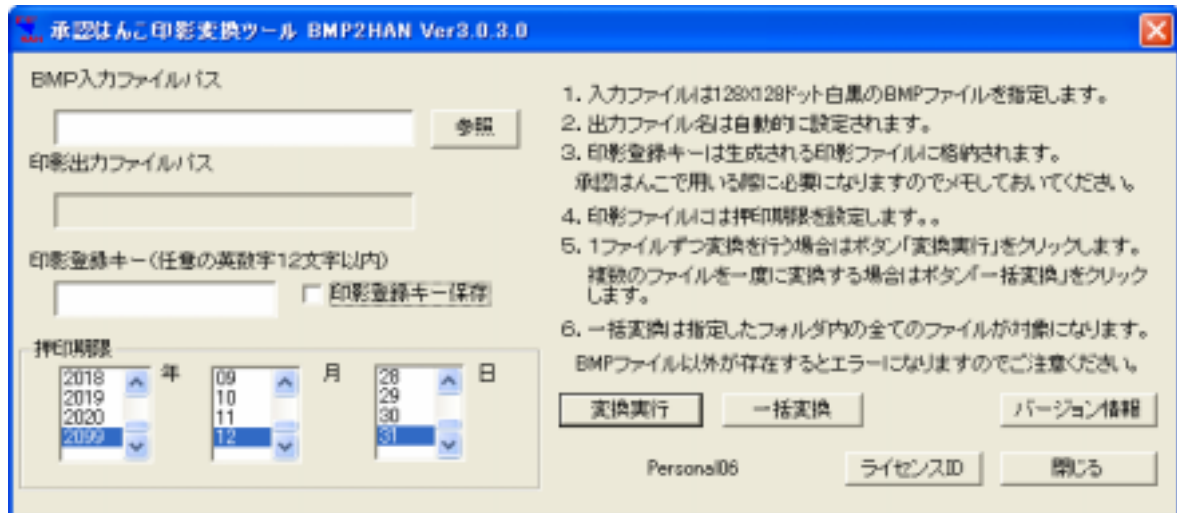 承認はんこ印影変換ツール BMP2HAN Ver3.0.3.0
BMP入力ファイルパス
参照
印影出力ファイルパス
印影登録キー(任意の英数字12文字以内)
印影登録キー保存
押印期限
2018
2019
2020
2099
年
09
10
11
12
月
28
29
30
31
日
1. 入力ファイルは128X128ドット白黒のBMPファイルを指定します。
2. 出力ファイル名は自動的に設定されます。
3. 印影登録キーは生成される印影ファイルに格納されます。
承認はんこで用いる際に必要になりますのでメモしておいてください。
4. 印影ファイルには押印期限を設定します。。
5. 1ファイルずつ変換を行う場合はボタン「変換実行」をクリックします。
複数のファイルを一度に変換する場合はボタン「一括変換」をクリック
します。
6. 一括変換は指定したフォルダ内の全てのファイルが対象になります。
BMPファイル以外が存在するとエラーになりますのでご注意ください。
変換実行
一括変換
バージョン情報
Personal06
ライセンスID
閉じる